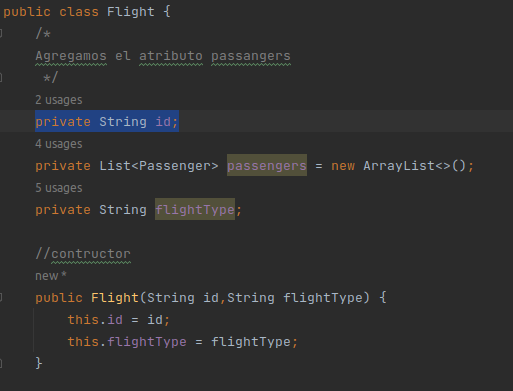 public class Flight {
/*
Agregamos el atributo passangers
*/
2 usages
private String id;
4 usages
private List<Passenger> passengers = new ArrayList<>();
5 usages
private String flightType;
//contructor
new *
public Flight(String id,String flightType) {
this.id = id;
this.flightType = flightType;
}